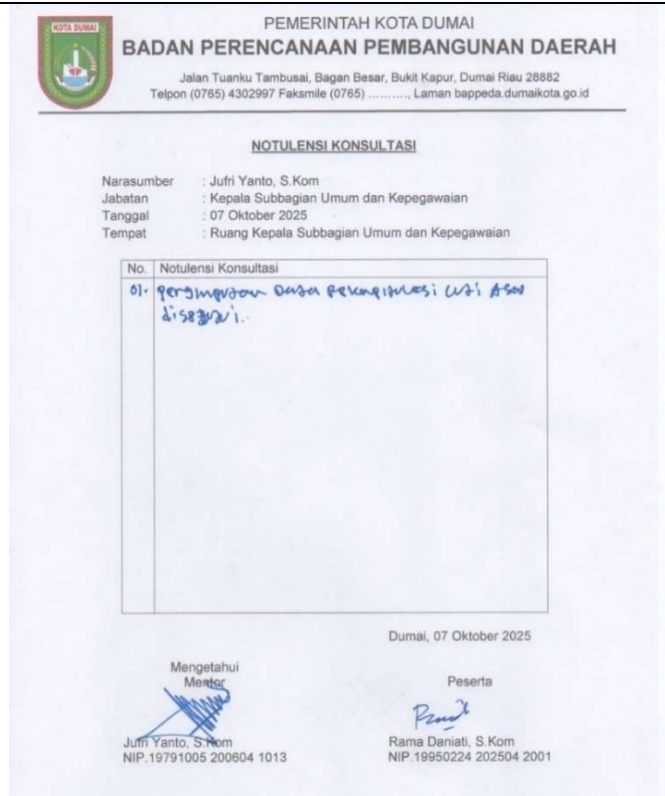 KOTA DUMAI
PEMERINTAH KOTA DUMAI
BADAN PERENCANAAN PEMBANGUNAN DAERAH
Jalan Tuanku Tambusai, Bagan Besar, Bukit Kapur, Dumai Riau 28882
Telpon (0765) 4302997 Faksmile (0765) .........., Laman bappeda.dumaikota.go.id
NOTULENSI KONSULTASI
Narasumber : Jufri Yanto, S.Kom
Jabatan : Kepala Subbagian Umum dan Kepegawaian
Tanggal : 07 Oktober 2025
Tempat : Ruang Kepala Subbagian Umum dan Kepegawaian
No. Notulensi Konsultasi
01. Penginputan Data Rekapitulasi Cuti ASN
disetujui.
Dumai, 07 Oktober 2025
Mengetahui
Mentor
Peserta
Jufri Yanto, S.Kom
NIP.19791005 200604 1013
Rama Daniati, S.Kom
NIP.19950224 202504 2001